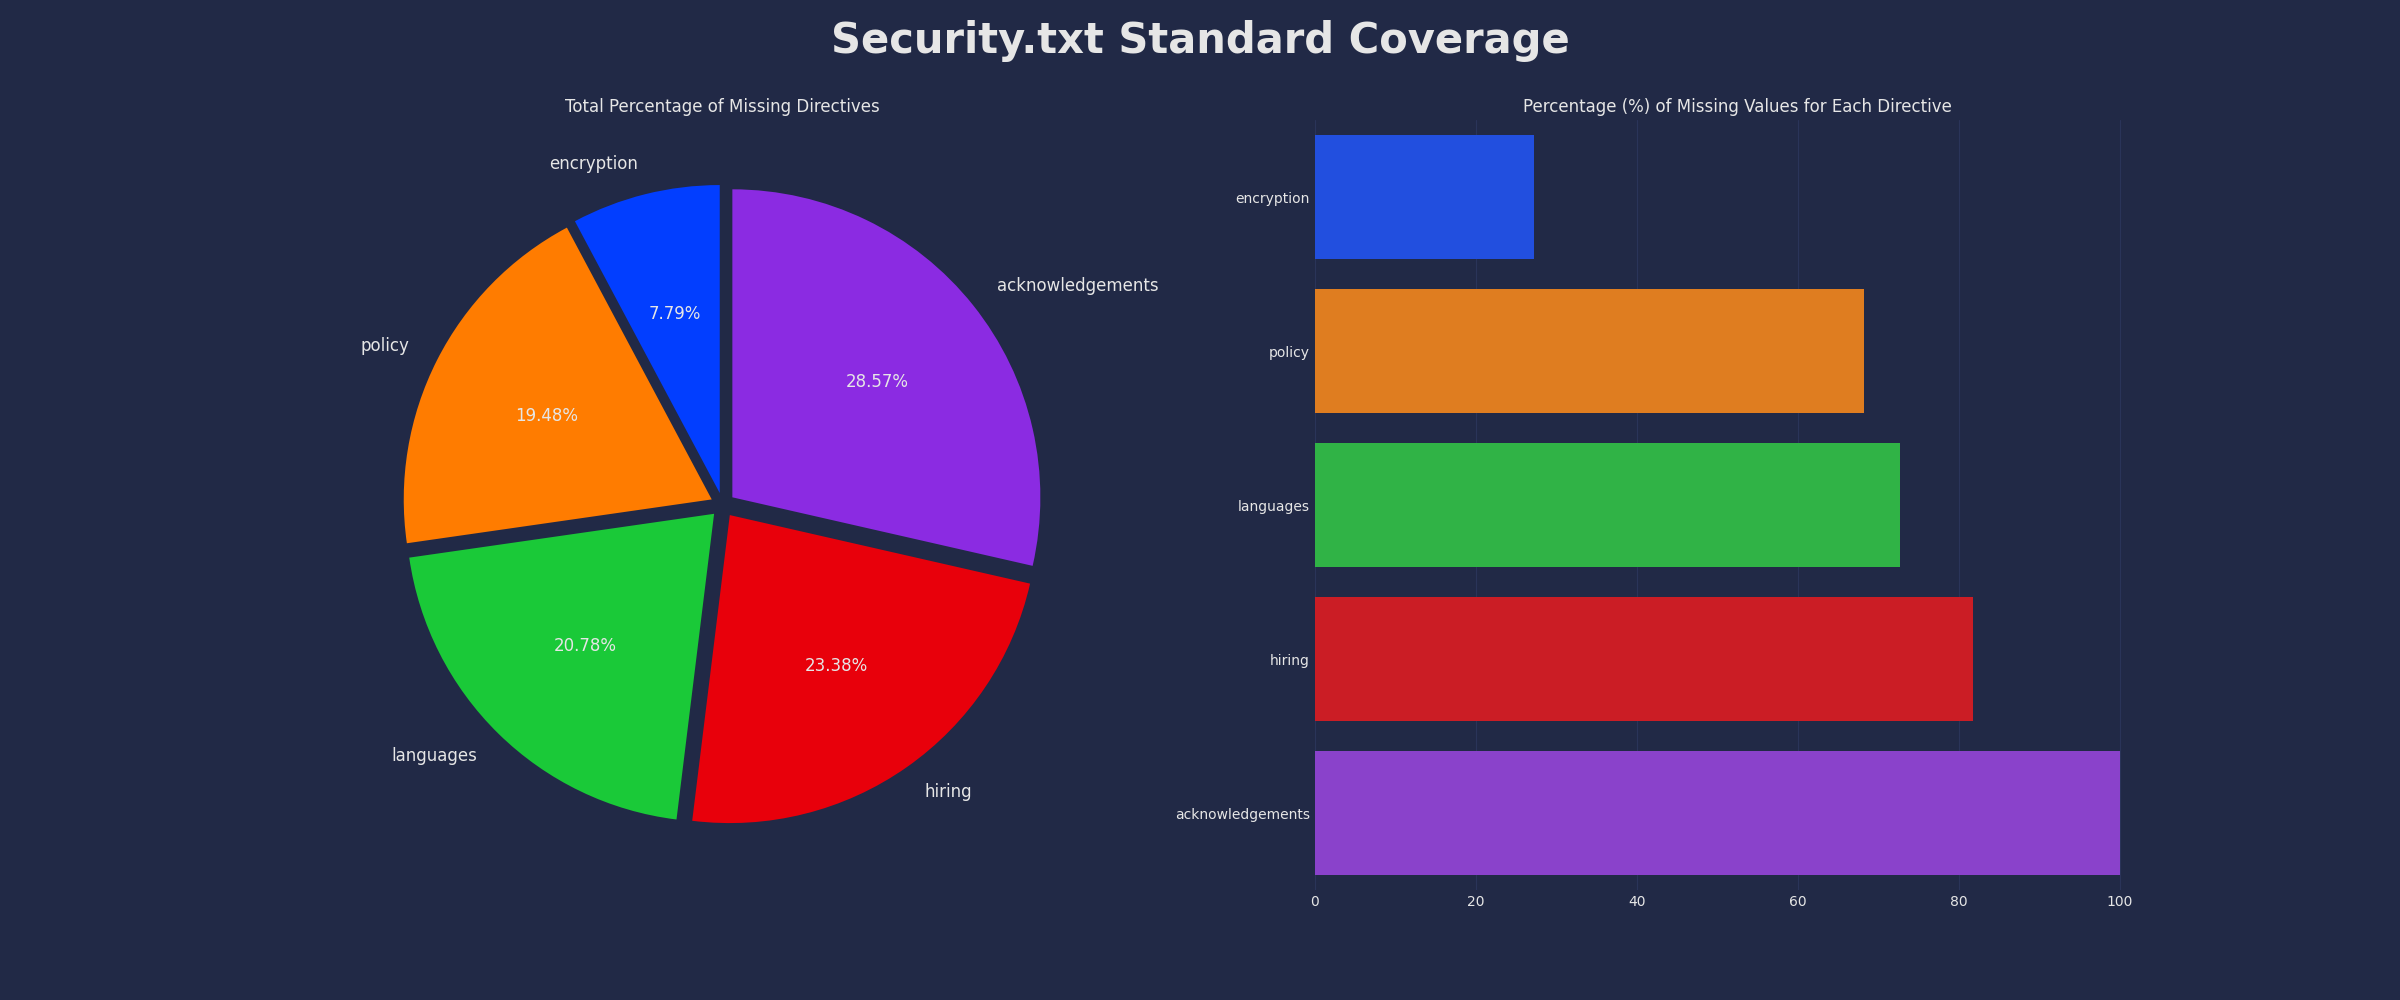 Security.txt Standard Coverage
Total Percentage of Missing Directives
encryption
7.79%
policy
19.48%
languages
20.78%
hiring
23.38%
acknowledgements
28.57%
Percentage (%) of Missing Values for Each Directive
encryption
policy
languages
hiring
acknowledgements
0 20 40 60 80 100